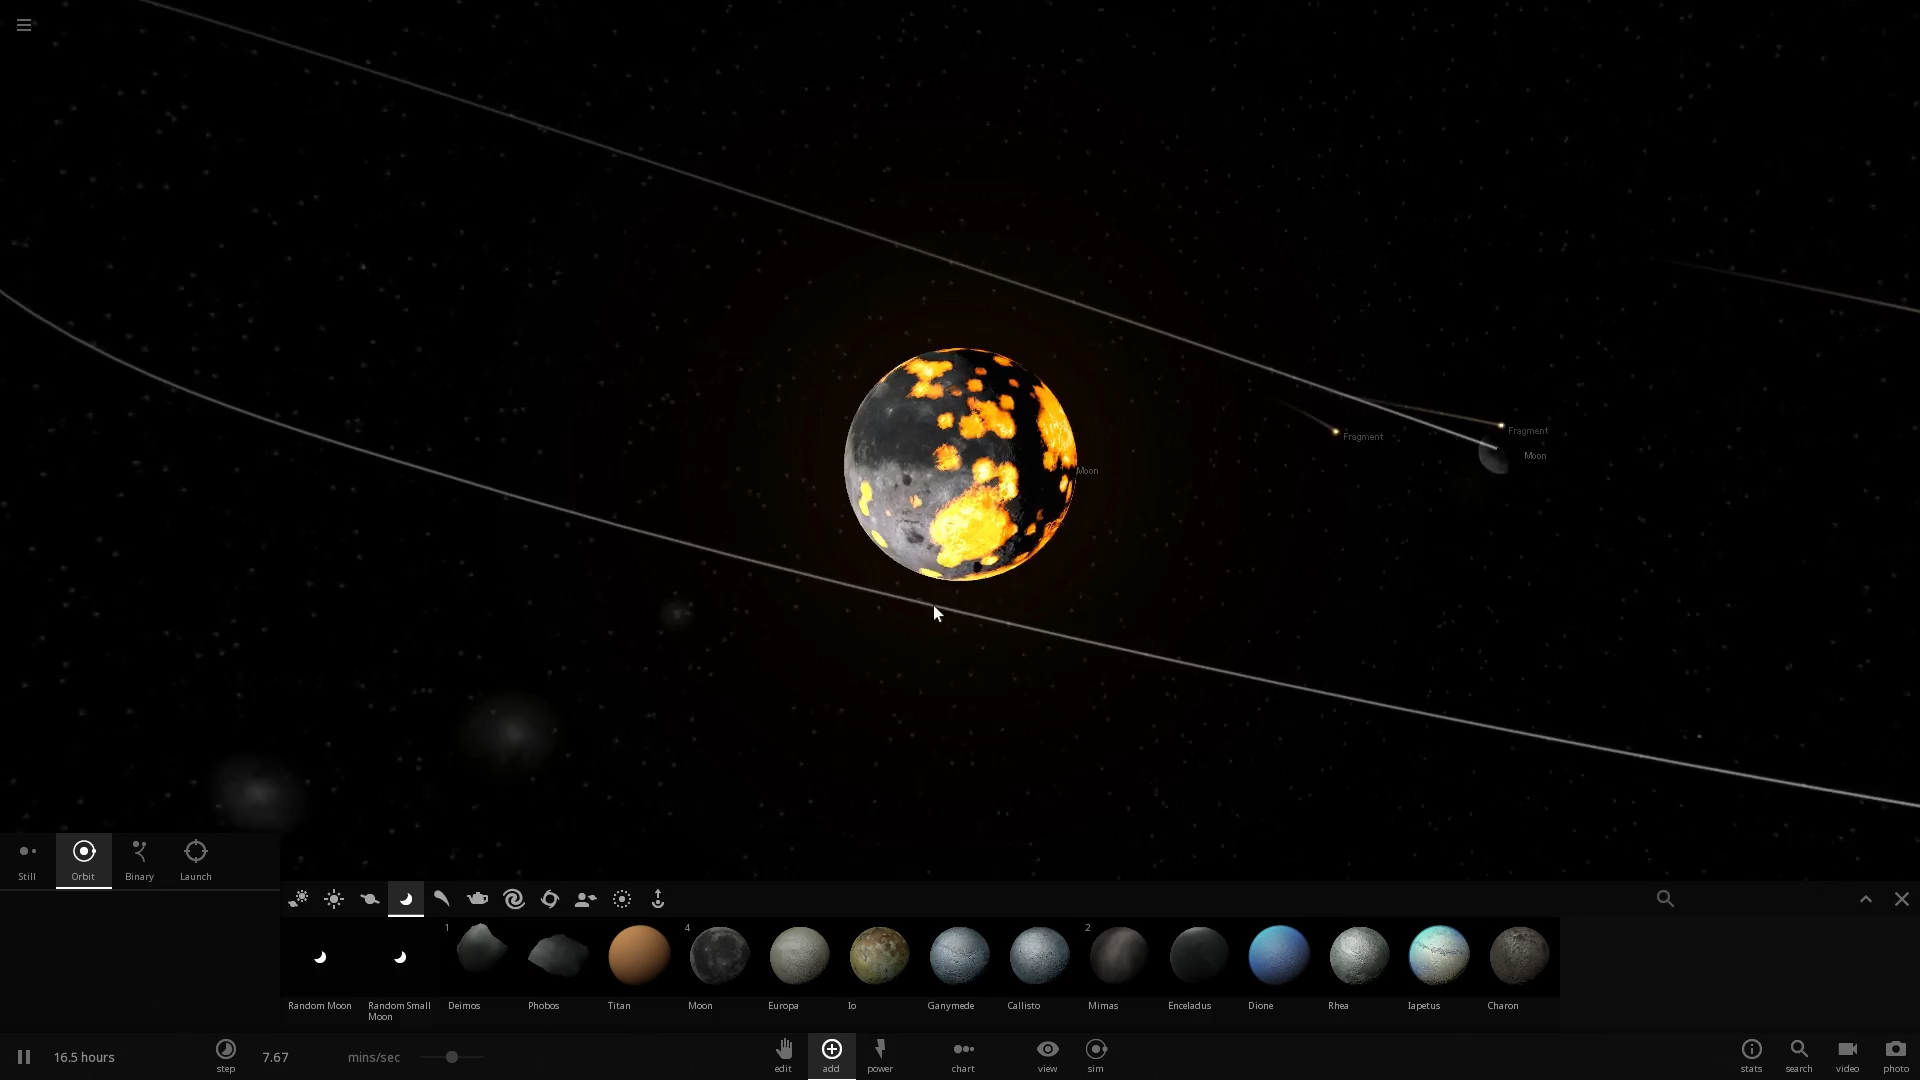 Fragment
Fragment
Moon
Moon
Still
Orbit
Binary
Launch
1
4
2
Random Moon
Random Small
Moon
Deimos
Phobos
Titan
Moon
Europa
Io
Ganymede
Callisto
Mimas
Enceladus
Dione
Rhea
Iapetus
Charon
16.5 hours
step
7.67
mins/sec
edit
add
power
chart
view
sim
stats
search
video
photo